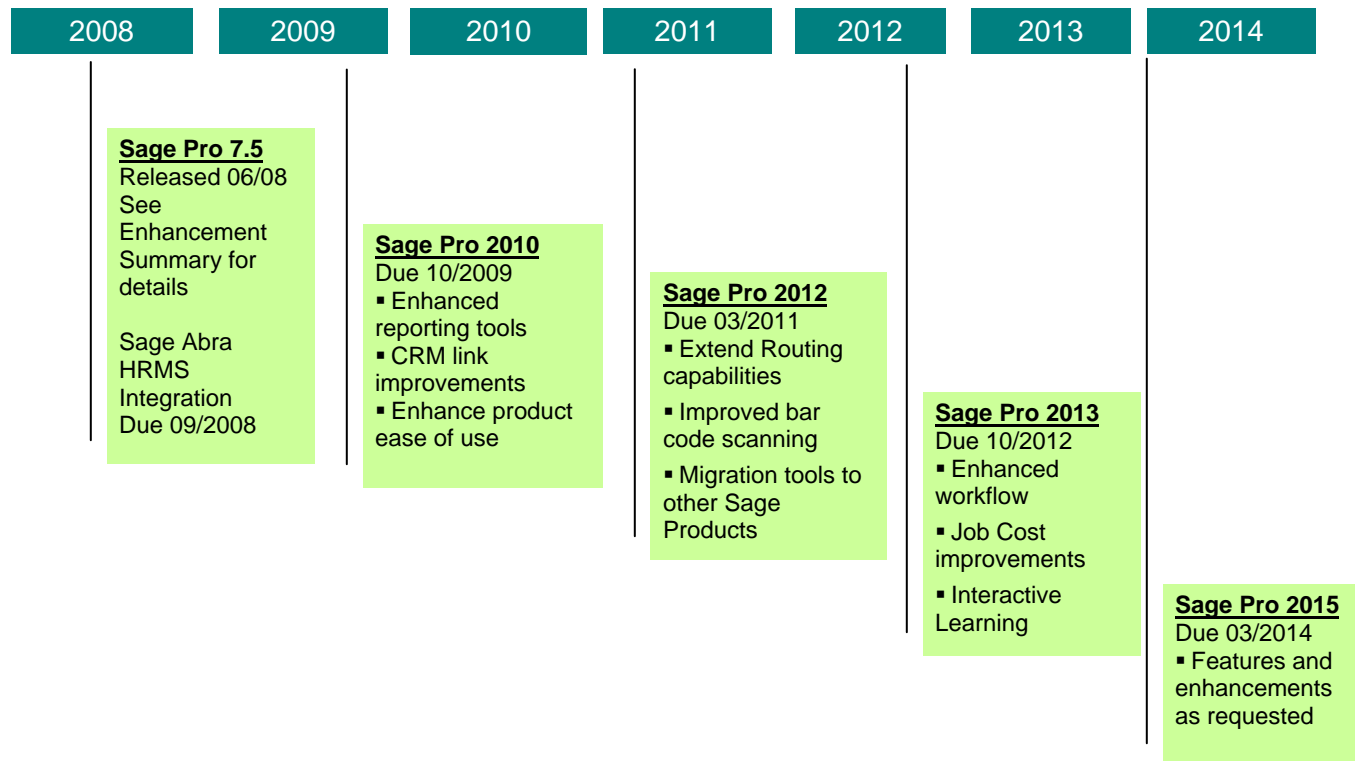 2008
2009
2010
2011
2012
2013
2014
Sage Pro 7.5
Released 06/08
See
Enhancement
Summary for
details
Sage Abra
HRMS
Integration
Due 09/2008
Sage Pro 2010
Due 10/2009
▪ Enhanced
reporting tools
▪ CRM link
improvements
▪ Enhance product
ease of use
Sage Pro 2012
Due 03/2011
▪ Extend Routing
capabilities
▪ Improved bar
code scanning
▪ Migration tools to
other Sage
Products
Sage Pro 2013
Due 10/2012
▪ Enhanced
workflow
▪ Job Cost
improvements
▪ Interactive
Learning
Sage Pro 2015
Due 03/2014
▪ Features and
enhancements
as requested